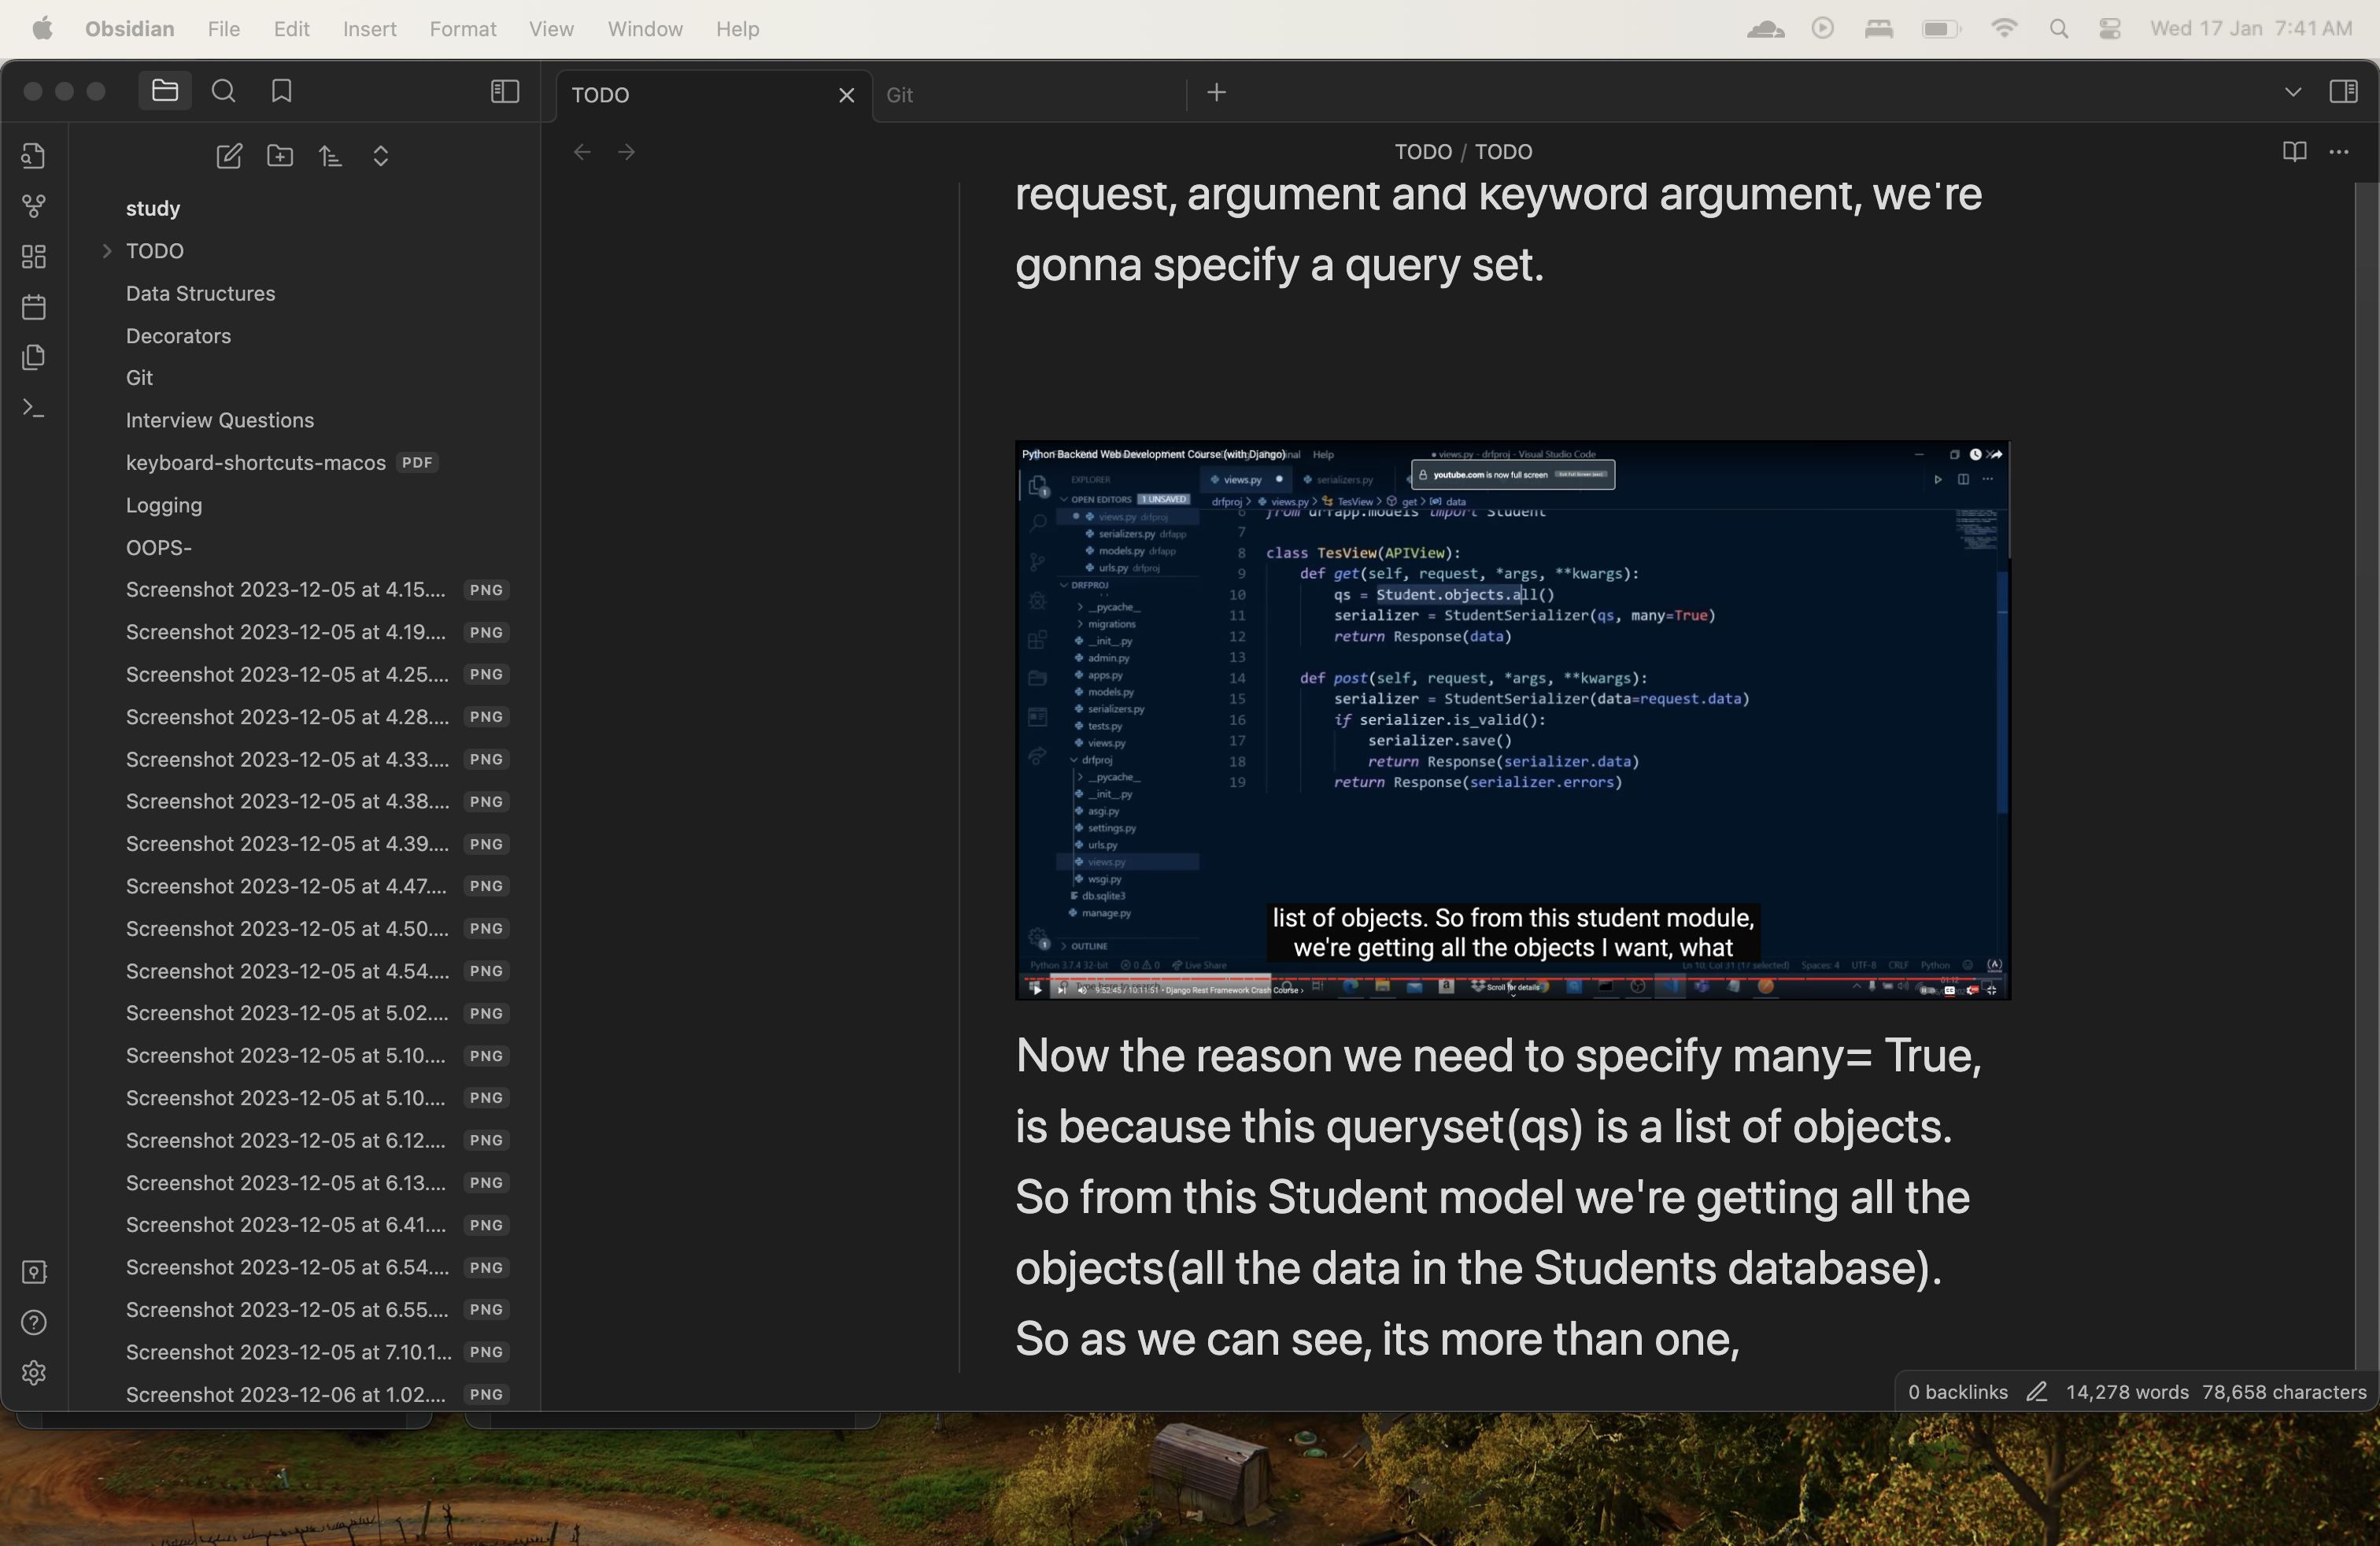 Obsidian File Edit Insert Format View Window Help Wed 17 Jan 7:41 AM
TODO Git
TODO / TODO
study
TODO
Data Structures
Decorators
Git
Interview Questions
keyboard-shortcuts-macos PDF
Logging
OOPS-
Screenshot 2023-12-05 at 4.15.... PNG
Screenshot 2023-12-05 at 4.19.... PNG
Screenshot 2023-12-05 at 4.25.... PNG
Screenshot 2023-12-05 at 4.28.... PNG
Screenshot 2023-12-05 at 4.33.... PNG
Screenshot 2023-12-05 at 4.38.... PNG
Screenshot 2023-12-05 at 4.39.... PNG
Screenshot 2023-12-05 at 4.47.... PNG
Screenshot 2023-12-05 at 4.50.... PNG
Screenshot 2023-12-05 at 4.54.... PNG
Screenshot 2023-12-05 at 5.02.... PNG
Screenshot 2023-12-05 at 5.10.... PNG
Screenshot 2023-12-05 at 5.10.... PNG
Screenshot 2023-12-05 at 6.12.... PNG
Screenshot 2023-12-05 at 6.13.... PNG
Screenshot 2023-12-05 at 6.41.... PNG
Screenshot 2023-12-05 at 6.54.... PNG
Screenshot 2023-12-05 at 6.55.... PNG
Screenshot 2023-12-05 at 7.10.1... PNG
Screenshot 2023-12-06 at 1.02.... PNG
request, argument and keyword argument, we're
gonna specify a query set.
Python Backend Web Development Course (with Django) Help views.py - drfproj - Visual Studio Code
youtube.com is now full screen
EXPLORER
OPEN EDITORS 1 UNSAVED
views.py drfproj
serializers.py drfapp
models.py drfapp
urls.py drfproj
DRFPROJ
__pycache__
migrations
__init__.py
admin.py
apps.py
models.py
serializers.py
tests.py
views.py
drfproj
__pycache__
__init__.py
asgi.py
settings.py
urls.py
views.py
wsgi.py
db.sqlite3
manage.py
OUTLINE
views.py serializers.py
drfproj > views.py > TesView > get > data
6 from drfapp.models import Student
7
8 class TesView(APIView):
9 def get(self, request, *args, **kwargs):
10 qs = Student.objects.all()
11 serializer = StudentSerializer(qs, many=True)
12 return Response(data)
13
14 def post(self, request, *args, **kwargs):
15 serializer = StudentSerializer(data=request.data)
16 if serializer.is_valid():
17 serializer.save()
18 return Response(serializer.data)
19 return Response(serializer.errors)
list of objects. So from this student module,
we're getting all the objects I want, what
Python 3.7.4 32-bit 0 0 Live Share Ln 10, Col 31 (17 selected) Spaces: 4 UTF-8 CRLF Python
9:52:45 / 10:11:51 • Django Rest Framework Crash Course > Scroll for details
Now the reason we need to specify many= True,
is because this queryset(qs) is a list of objects.
So from this Student model we're getting all the
objects(all the data in the Students database).
So as we can see, its more than one,
0 backlinks 14,278 words 78,658 characters